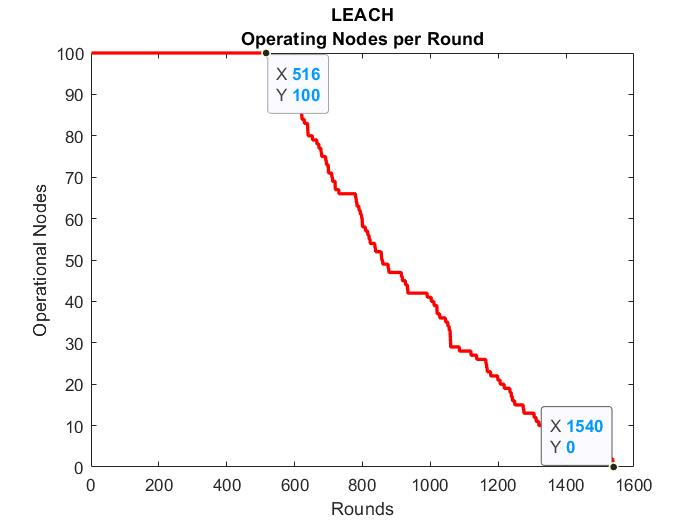 LEACH
Operating Nodes per Round
100
90
80
70
60
50
40
30
20
10
0
Operational Nodes
X 516
Y 100
X 1540
Y 0
0 200 400 600 800 1000 1200 1400 1600
Rounds